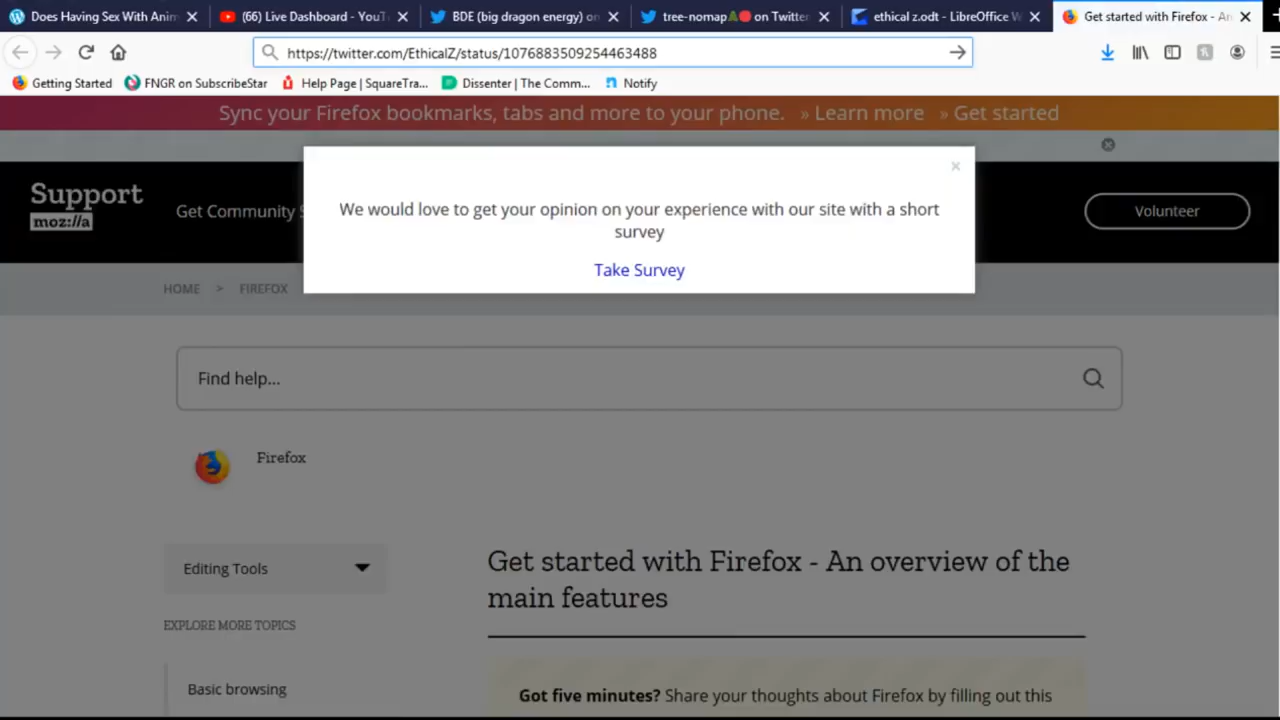 Does Having Sex With Anim
(66) Live Dashboard - YouT
BDE (big dragon energy) on
tree-nomap🌲🛑 on Twitter
ethical z.odt - LibreOffice W
Get started with Firefox - An
https://twitter.com/EthicalZ/status/1076883509254463488
Getting Started
FNGR on SubscribeStar
Help Page | SquareTra...
Dissenter | The Comm...
Notify
Sync your Firefox bookmarks, tabs and more to your phone. » Learn more » Get started
Support
moz://a
Get Community S
Volunteer
We would love to get your opinion on your experience with our site with a short
survey
Take Survey
HOME > FIREFOX
Find help...
Firefox
Editing Tools
Get started with Firefox - An overview of the
main features
EXPLORE MORE TOPICS
Basic browsing
Got five minutes? Share your thoughts about Firefox by filling out this